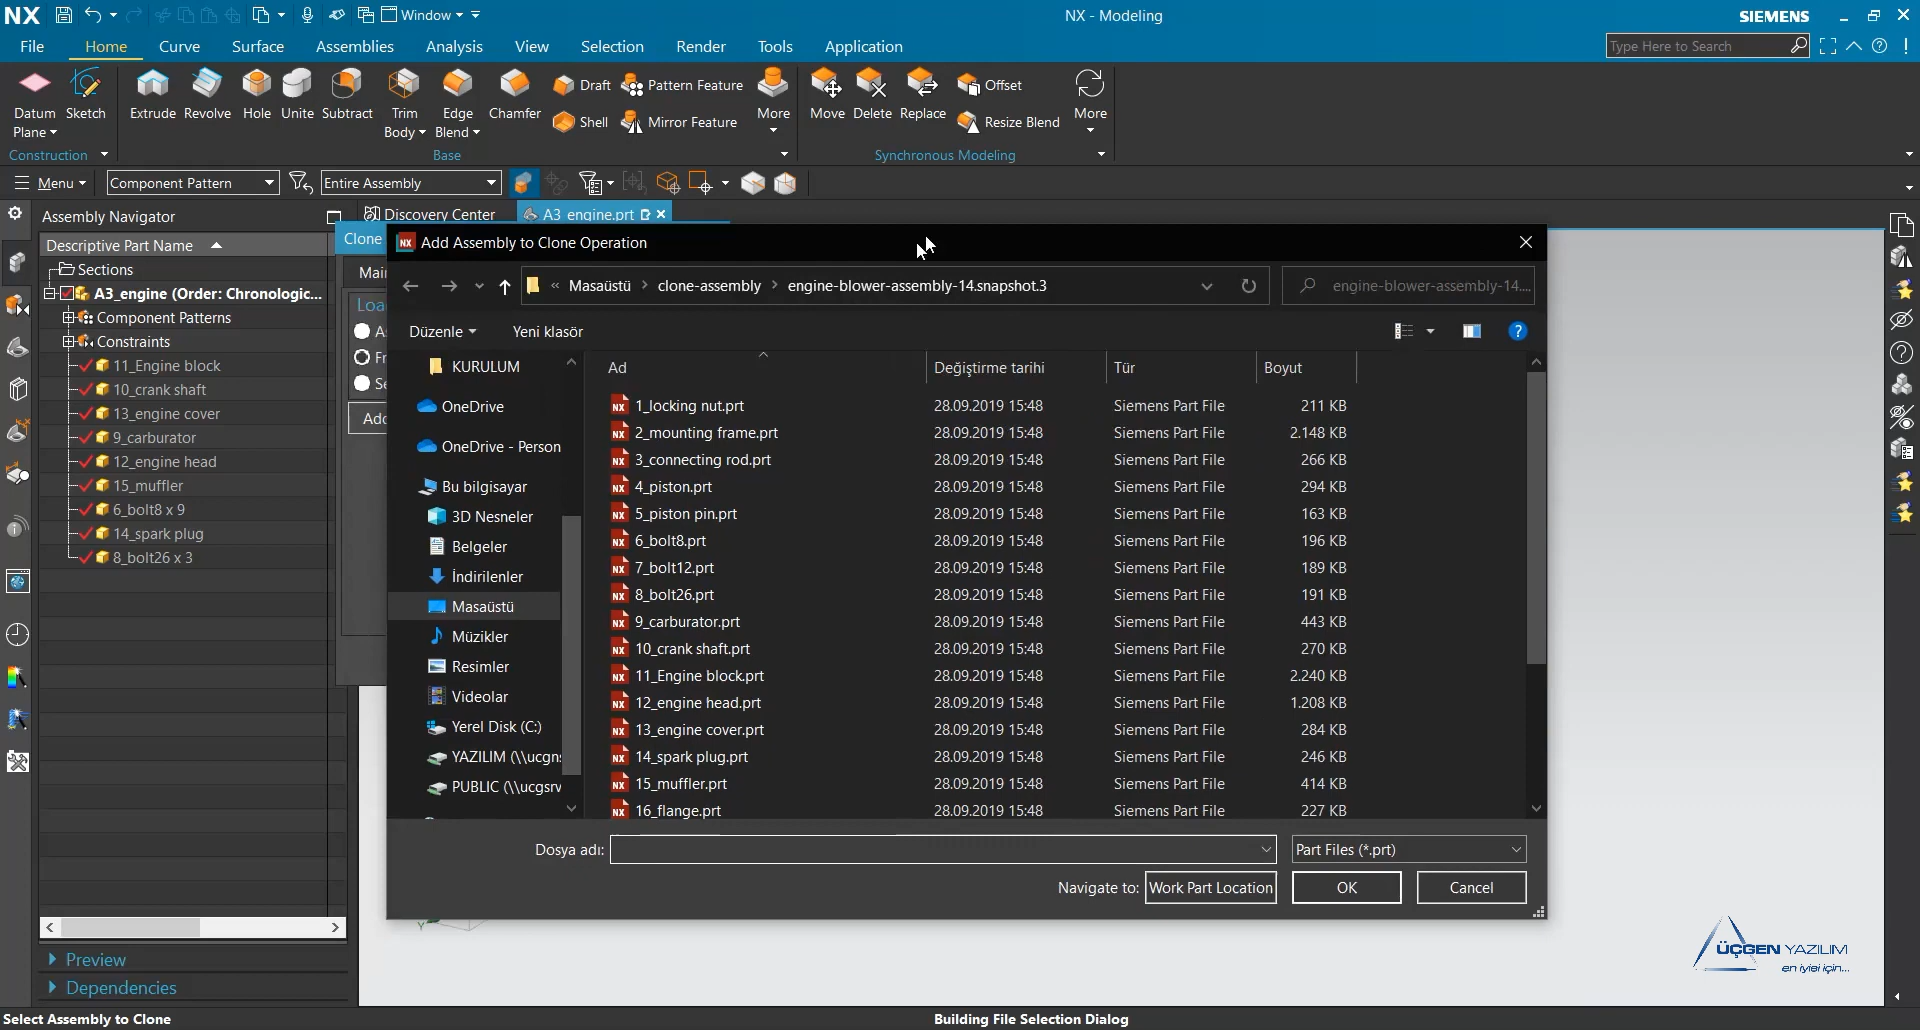 NX
Window
NX - Modeling
SIEMENS
File
Home
Curve
Surface
Assemblies
Analysis
View
Selection
Render
Tools
Application
Type Here to Search
Datum Plane
Sketch
Extrude
Revolve
Hole
Unite
Subtract
Trim Body
Edge Blend
Chamfer
Draft
Shell
Pattern Feature
Mirror Feature
More
Move
Delete
Replace
Offset
Resize Blend
More
Construction
Base
Synchronous Modeling
Menu
Component Pattern
Entire Assembly
Assembly Navigator
Discovery Center
A3_engine.prt
Descriptive Part Name
Sections
A3_engine (Order: Chronologic...
Component Patterns
Constraints
11_Engine block
10_crank shaft
13_engine cover
9_carburator
12_engine head
15_muffler
6_bolt8 x 9
14_spark plug
8_bolt26 x 3
Preview
Dependencies
Clone
Add Assembly to Clone Operation
« Masaüstü > clone-assembly > engine-blower-assembly-14.snapshot.3
engine-blower-assembly-14....
Düzenle
Yeni klasör
KURULUM
OneDrive
OneDrive - Person
Bu bilgisayar
3D Nesneler
Belgeler
İndirilenler
Masaüstü
Müzikler
Resimler
Videolar
Yerel Disk (C:)
YAZILIM (\\ucgns
PUBLIC (\\ucgsrv
Ad Değiştirme tarihi Tür Boyut
1_locking nut.prt 28.09.2019 15:48 Siemens Part File 211 KB
2_mounting frame.prt 28.09.2019 15:48 Siemens Part File 2.148 KB
3_connecting rod.prt 28.09.2019 15:48 Siemens Part File 266 KB
4_piston.prt 28.09.2019 15:48 Siemens Part File 294 KB
5_piston pin.prt 28.09.2019 15:48 Siemens Part File 163 KB
6_bolt8.prt 28.09.2019 15:48 Siemens Part File 196 KB
7_bolt12.prt 28.09.2019 15:48 Siemens Part File 189 KB
8_bolt26.prt 28.09.2019 15:48 Siemens Part File 191 KB
9_carburator.prt 28.09.2019 15:48 Siemens Part File 443 KB
10_crank shaft.prt 28.09.2019 15:48 Siemens Part File 270 KB
11_Engine block.prt 28.09.2019 15:48 Siemens Part File 2.240 KB
12_engine head.prt 28.09.2019 15:48 Siemens Part File 1.208 KB
13_engine cover.prt 28.09.2019 15:48 Siemens Part File 284 KB
14_spark plug.prt 28.09.2019 15:48 Siemens Part File 246 KB
15_muffler.prt 28.09.2019 15:48 Siemens Part File 414 KB
16_flange.prt 28.09.2019 15:48 Siemens Part File 227 KB
Dosya adı:
Part Files (*.prt)
Navigate to: Work Part Location
OK
Cancel
ÜÇGEN YAZILIM
en iyisi için...
Select Assembly to Clone
Building File Selection Dialog